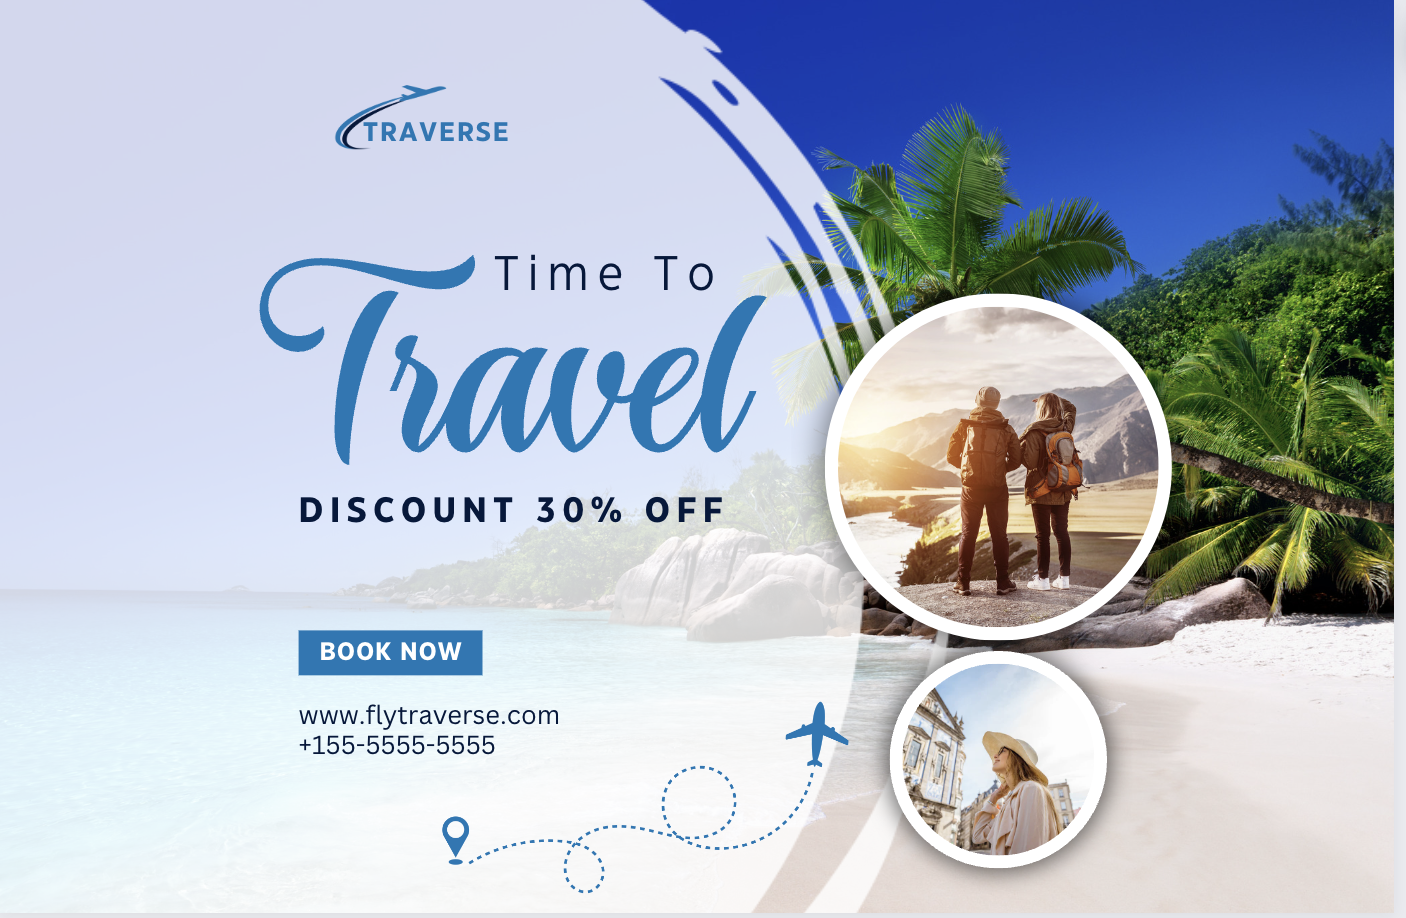 TRAVERSE
Time To
Travel
DISCOUNT 30% OFF
BOOK NOW
www.flytraverse.com
+155-5555-5555